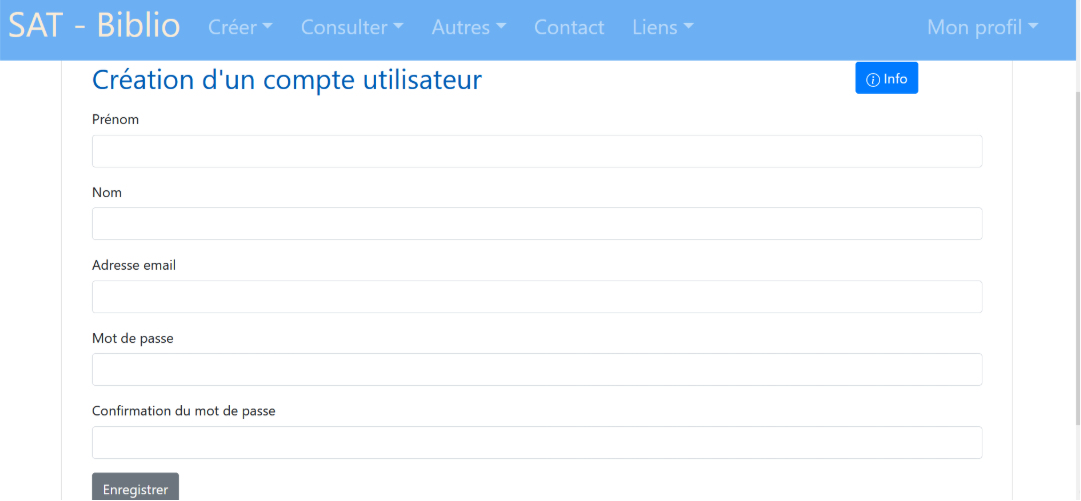 SAT - Biblio Créer Consulter Autres Contact Liens Mon profil
Création d'un compte utilisateur Info
Prénom
Nom
Adresse email
Mot de passe
Confirmation du mot de passe
Enregistrer